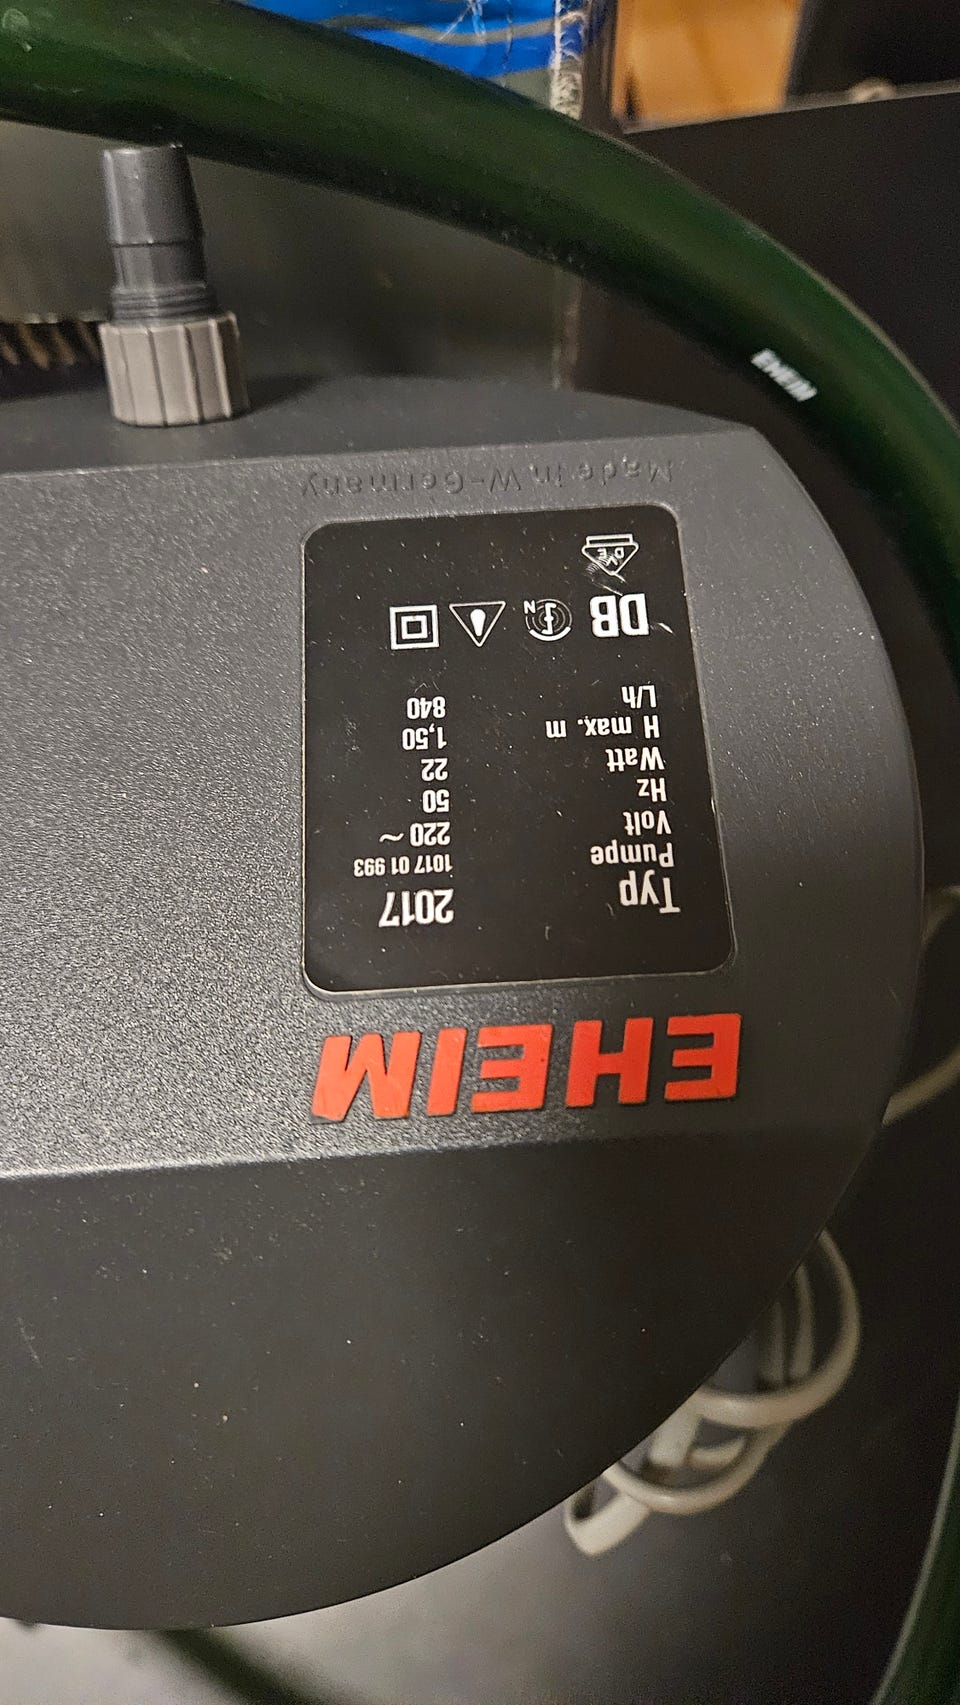 EHEIM
Typ 2017
Pumpe 1017 01 993
Volt 220 ~
Hz 50
Watt 22
H max. m 1,50
L/h 840
DB N
DVE
Made in W-Germany
EHEIM